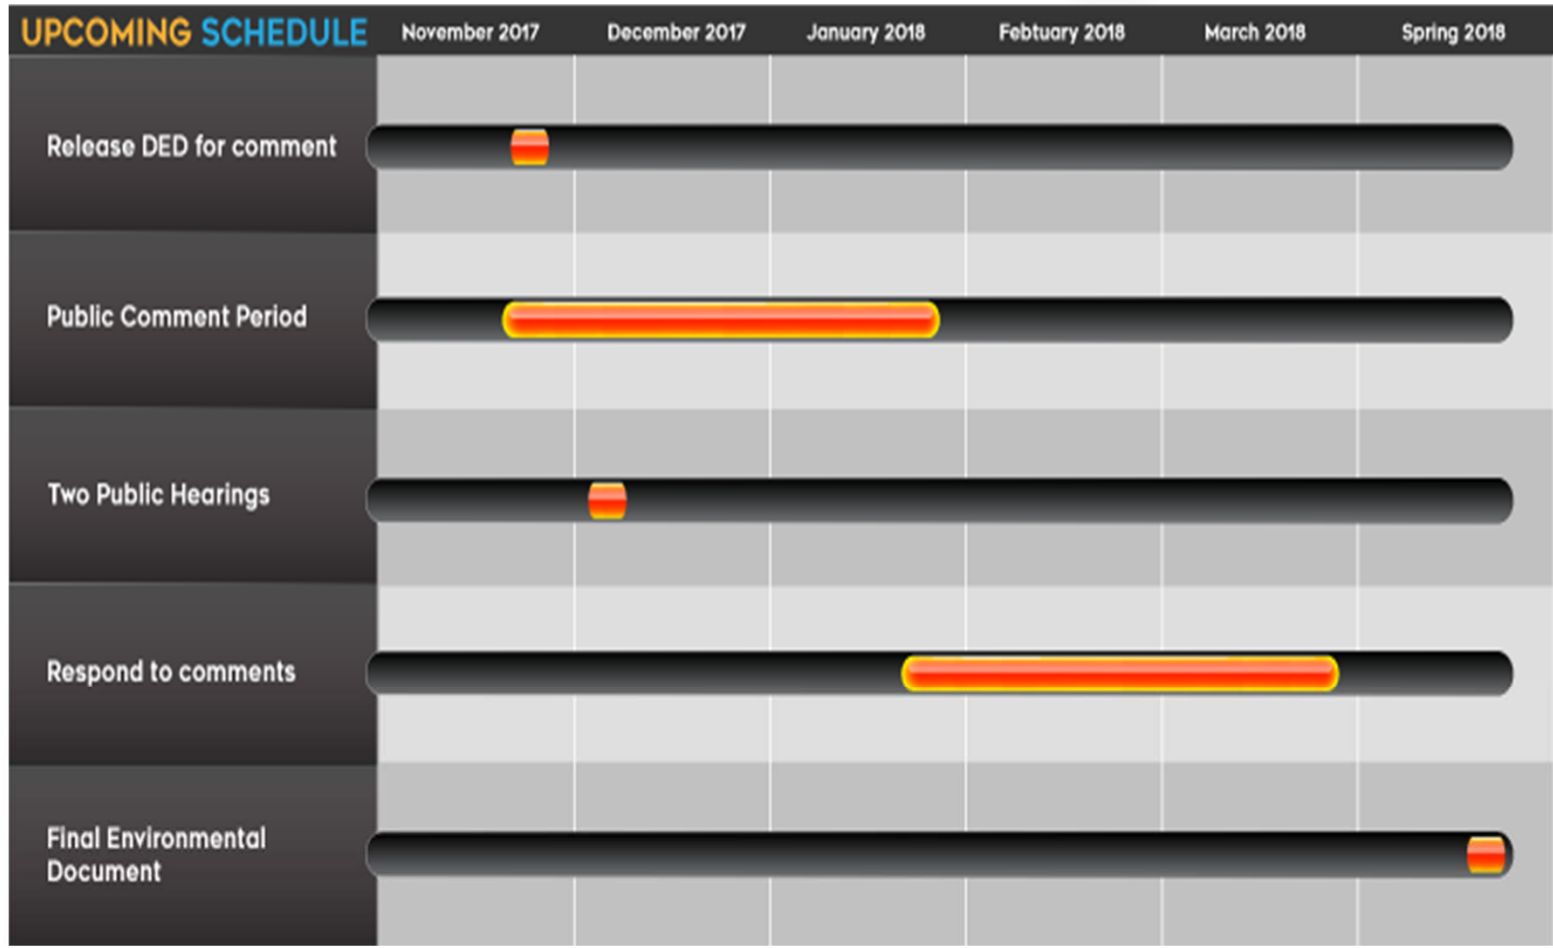 UPCOMING SCHEDULE November 2017 December 2017 January 2018 Febtuary 2018 March 2018 Spring 2018
Release DED for comment
Public Comment Period
Two Public Hearings
Respond to comments
Final Environmental
Document